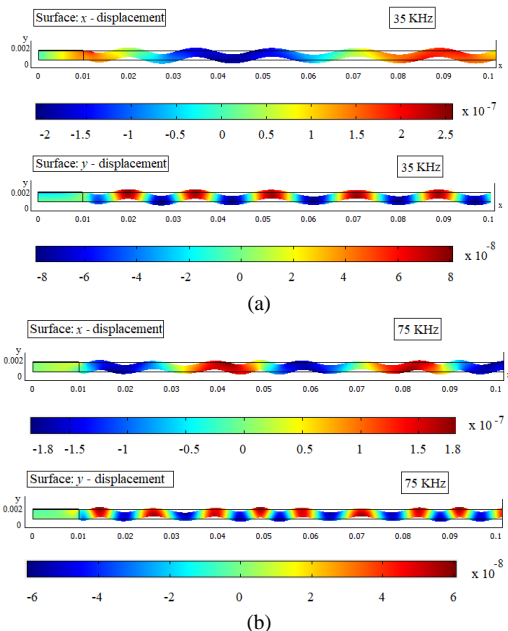 Surface: x - displacement 35 KHz
y
0.002
0
0 0.01 0.02 0.03 0.04 0.05 0.06 0.07 0.08 0.09 0.1 x
-2 -1.5 -1 -0.5 0 0.5 1 1.5 2 2.5 x 10-7
Surface: y - displacement 35 KHz
y
0.002
0
0 0.01 0.02 0.03 0.04 0.05 0.06 0.07 0.08 0.09 0.1 x
-8 -6 -4 -2 0 2 4 6 8 x 10-8
(a)
Surface: x - displacement 75 KHz
y
0.002
0
0 0.01 0.02 0.03 0.04 0.05 0.06 0.07 0.08 0.09 0.1
-1.8 -1.5 -1 -0.5 0 0.5 1 1.5 1.8 x 10-7
Surface: y - displacement 75 KHz
y
0.002
0
0 0.01 0.02 0.03 0.04 0.05 0.06 0.07 0.08 0.09 0.1
-6 -4 -2 0 2 4 6 x 10-8
(b)